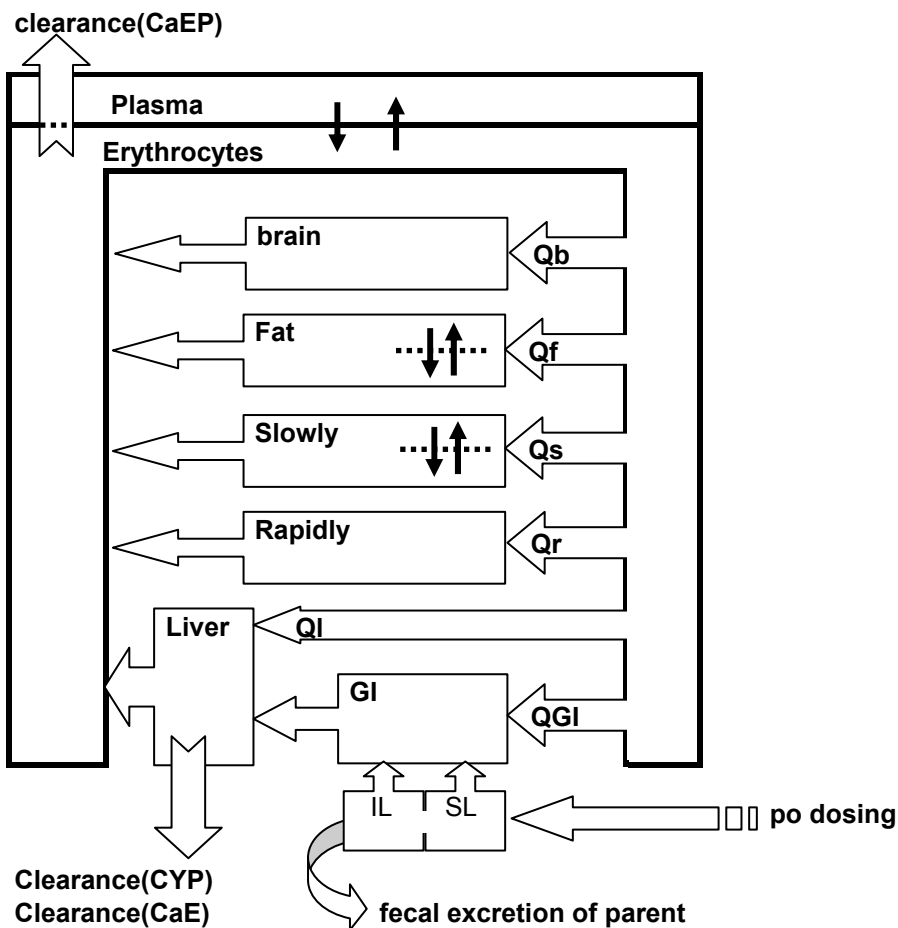 clearance(CaEP)
Plasma
Erythrocytes
brain
Qb
Fat
Qf
Slowly
Qs
Rapidly
Qr
Liver
Ql
GI
QGI
IL
SL
po dosing
Clearance(CYP)
Clearance(CaE)
fecal excretion of parent